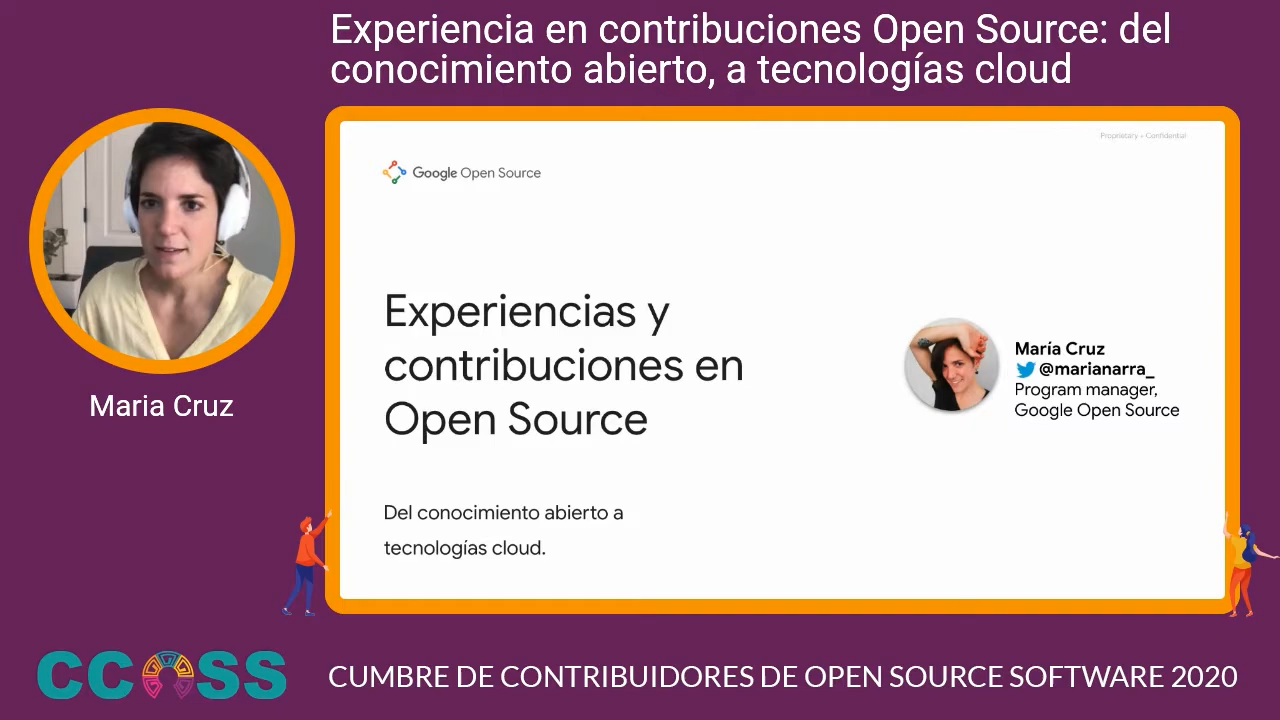 Experiencia en contribuciones Open Source: del
conocimiento abierto, a tecnologías cloud
Maria Cruz
Proprietary + Confidential
Google Open Source
Experiencias y
contribuciones en
Open Source
María Cruz
@marianarra_
Program manager,
Google Open Source
Del conocimiento abierto a
tecnologías cloud.
CCOSS
CUMBRE DE CONTRIBUIDORES DE OPEN SOURCE SOFTWARE 2020